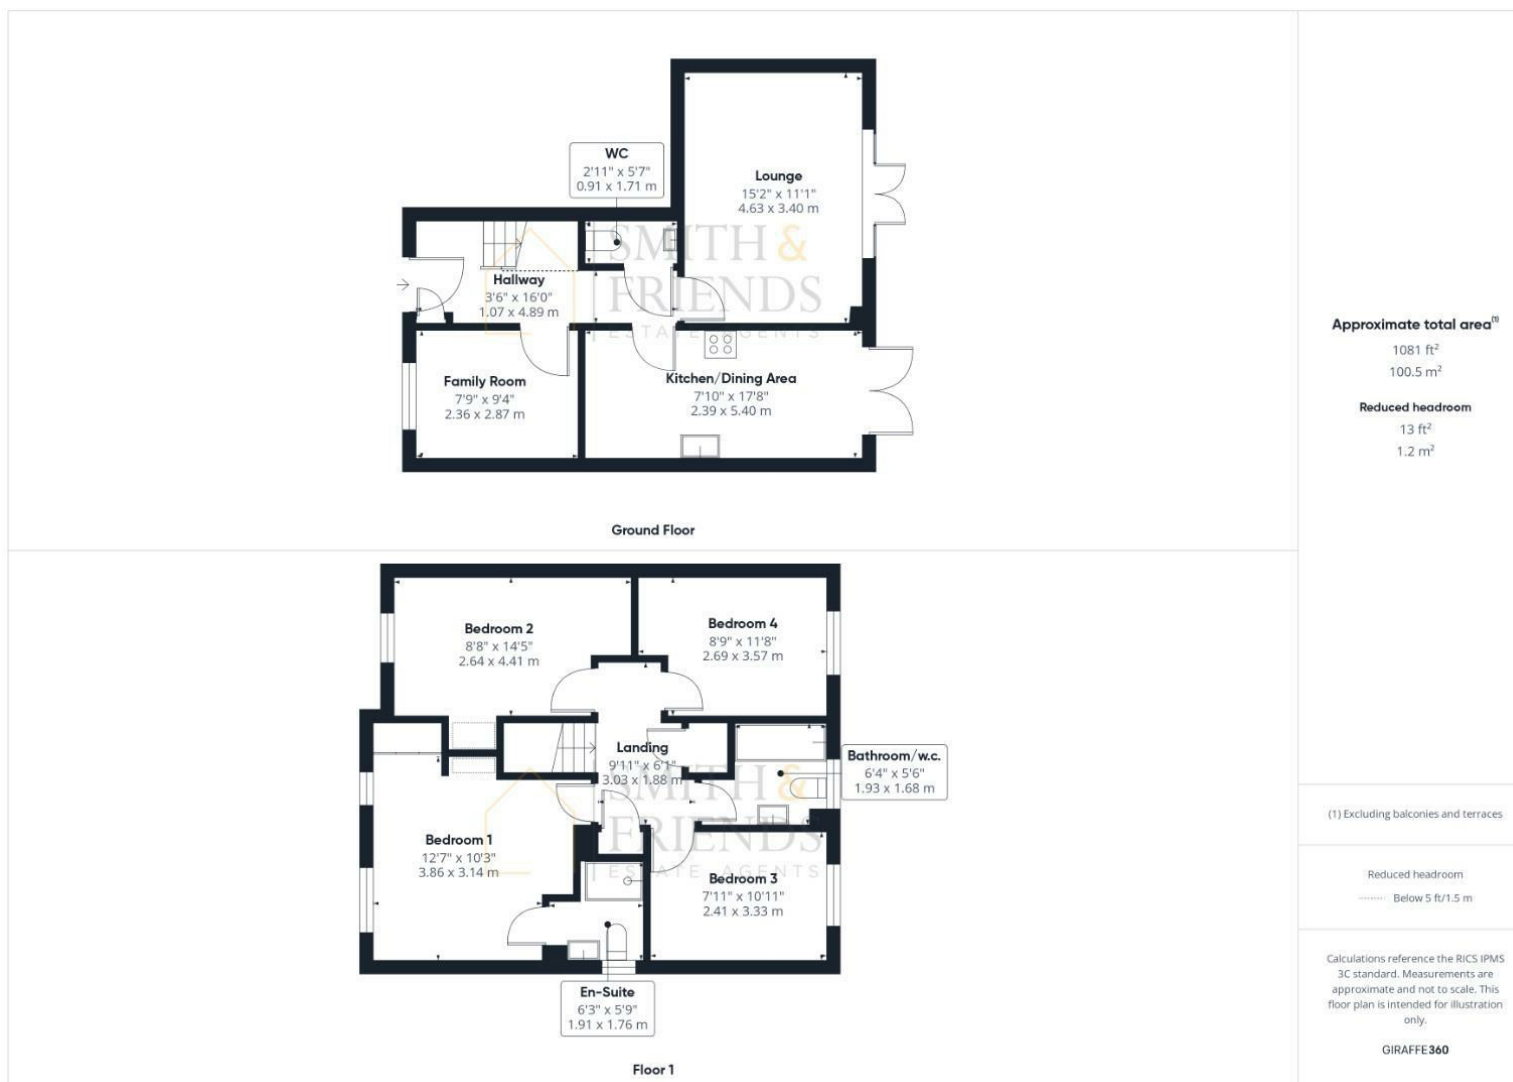 WC
2'11" x 5'7"
0.91 x 1.71 m
Lounge
15'2" x 11'1"
4.63 x 3.40 m
SMITH &
FRIENDS
ESTATE AGENTS
Hallway
3'6" x 16'0"
1.07 x 4.89 m
Family Room
7'9" x 9'4"
2.36 x 2.87 m
Kitchen/Dining Area
7'10" x 17'8"
2.39 x 5.40 m
Ground Floor
Bedroom 2
8'8" x 14'5"
2.64 x 4.41 m
Bedroom 4
8'9" x 11'8"
2.69 x 3.57 m
Landing
9'11" x 6'1"
3.03 x 1.88 m
Bathroom/w.c.
6'4" x 5'6"
1.93 x 1.68 m
SMITH &
FRIENDS
ESTATE AGENTS
Bedroom 1
12'7" x 10'3"
3.86 x 3.14 m
Bedroom 3
7'11" x 10'11"
2.41 x 3.33 m
En-Suite
6'3" x 5'9"
1.91 x 1.76 m
Floor 1
Approximate total area(1)
1081 ft²
100.5 m²
Reduced headroom
13 ft²
1.2 m²
(1) Excluding balconies and terraces
Reduced headroom
Below 5 ft/1.5 m
Calculations reference the RICS IPMS
3C standard. Measurements are
approximate and not to scale. This
floor plan is intended for illustration
only.
GIRAFFE360